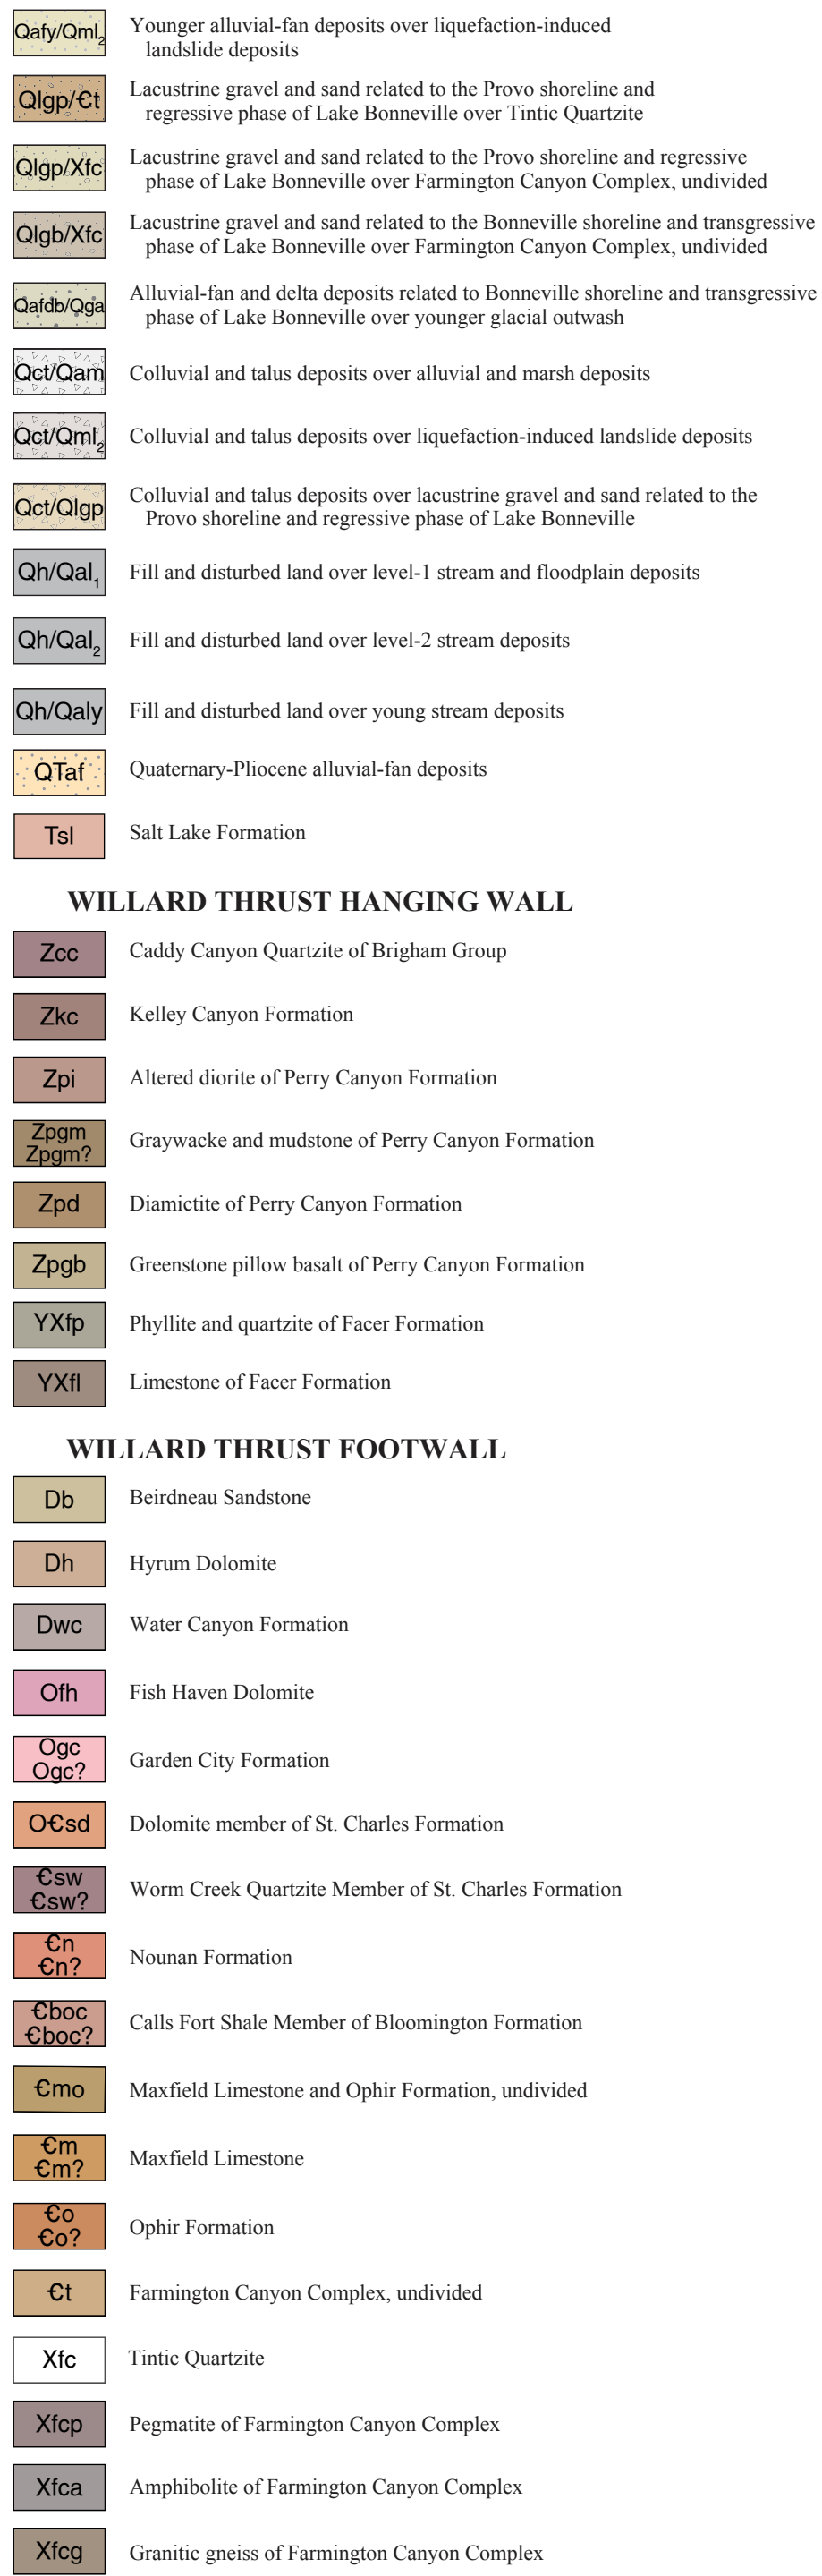 Qafy/Qml₂ Younger alluvial-fan deposits over liquefaction-induced
landslide deposits
Qlgp/Єt Lacustrine gravel and sand related to the Provo shoreline and
regressive phase of Lake Bonneville over Tintic Quartzite
Qlgp/Xfc Lacustrine gravel and sand related to the Provo shoreline and regressive
phase of Lake Bonneville over Farmington Canyon Complex, undivided
Qlgb/Xfc Lacustrine gravel and sand related to the Bonneville shoreline and transgressive
phase of Lake Bonneville over Farmington Canyon Complex, undivided
Qafdb/Qga Alluvial-fan and delta deposits related to Bonneville shoreline and transgressive
phase of Lake Bonneville over younger glacial outwash
Qct/Qam Colluvial and talus deposits over alluvial and marsh deposits
Qct/Qml₂ Colluvial and talus deposits over liquefaction-induced landslide deposits
Qct/Qlgp Colluvial and talus deposits over lacustrine gravel and sand related to the
Provo shoreline and regressive phase of Lake Bonneville
Qh/Qal₁ Fill and disturbed land over level-1 stream and floodplain deposits
Qh/Qal₂ Fill and disturbed land over level-2 stream deposits
Qh/Qaly Fill and disturbed land over young stream deposits
QTaf Quaternary-Pliocene alluvial-fan deposits
Tsl Salt Lake Formation
WILLARD THRUST HANGING WALL
Zcc Caddy Canyon Quartzite of Brigham Group
Zkc Kelley Canyon Formation
Zpi Altered diorite of Perry Canyon Formation
Zpgm
Zpgm? Graywacke and mudstone of Perry Canyon Formation
Zpd Diamictite of Perry Canyon Formation
Zpgb Greenstone pillow basalt of Perry Canyon Formation
YXfp Phyllite and quartzite of Facer Formation
YXfl Limestone of Facer Formation
WILLARD THRUST FOOTWALL
Db Beirdneau Sandstone
Dh Hyrum Dolomite
Dwc Water Canyon Formation
Ofh Fish Haven Dolomite
Ogc
Ogc? Garden City Formation
OЄsd Dolomite member of St. Charles Formation
Єsw
Єsw? Worm Creek Quartzite Member of St. Charles Formation
Єn
Єn? Nounan Formation
Єboc
Єboc? Calls Fort Shale Member of Bloomington Formation
Єmo Maxfield Limestone and Ophir Formation, undivided
Єm
Єm? Maxfield Limestone
Єo
Єo? Ophir Formation
Єt Farmington Canyon Complex, undivided
Xfc Tintic Quartzite
Xfcp Pegmatite of Farmington Canyon Complex
Xfca Amphibolite of Farmington Canyon Complex
Xfcg Granitic gneiss of Farmington Canyon Complex